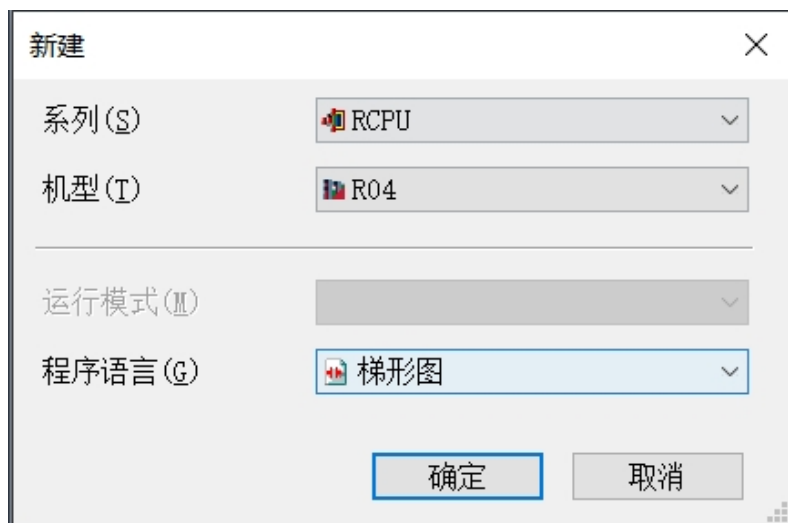 新建
系列(S) RCPU
机型(T) R04
运行模式(M)
程序语言(G) 梯形图
确定 取消